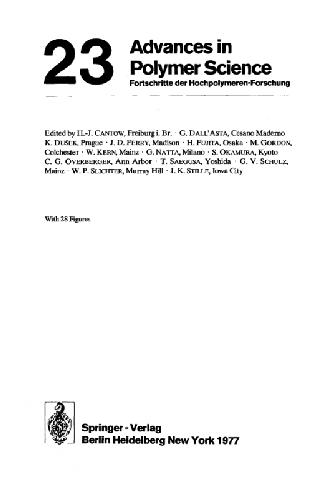 23
Advances in
Polymer Science
Fortschritte der Hochpolymeren-Forschung
Edited by H.-J. CANTOW, Freiburg i. Br. · G. DALL'ASTA, Cesano Maderno
K. DUŠEK, Prague · J. D. FERRY, Madison · H. FUJITA, Osaka · M. GORDON,
Colchester · W. KERN, Mainz · G. NATTA, Milano · S. OKAMURA, Kyoto
C. G. OVERBERGER, Ann Arbor · T. SAEGUSA, Yoshida · G. V. SCHULZ,
Mainz · W. P. SLICHTER, Murray Hill · J. K. STILLE, Iowa City
With 28 Figures
Springer-Verlag
Berlin Heidelberg New York 1977